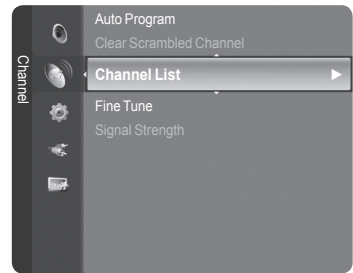 Channel
Auto Program
Clear Scrambled Channel
Channel List
Fine Tune
Signal Strength